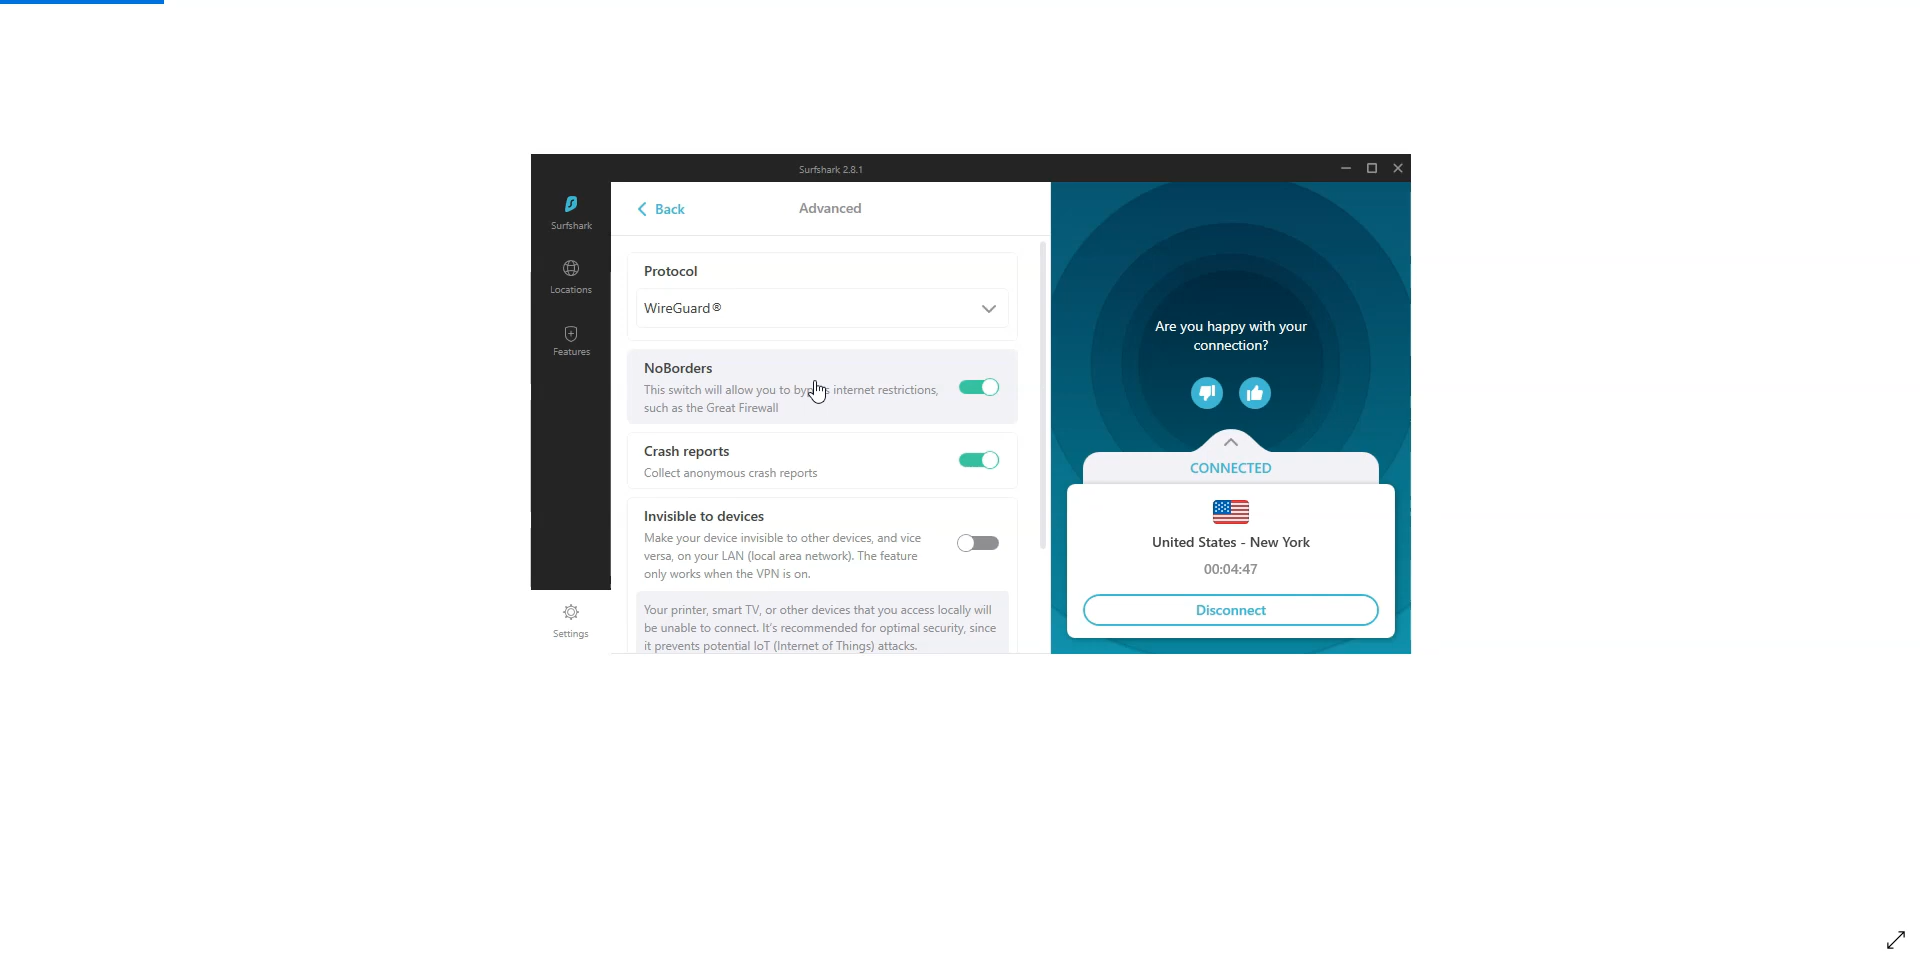 Surfshark 2.8.1
Surfshark
Locations
Features
Settings
Back
Advanced
Protocol
WireGuard®
NoBorders
This switch will allow you to internet restrictions,
such as the Great Firewall
Crash reports
Collect anonymous crash reports
Invisible to devices
Make your device invisible to other devices, and vice
versa, on your LAN (local area network). The feature
only works when the VPN is on.
Your printer, smart TV, or other devices that you access locally will
be unable to connect. It's recommended for optimal security, since
it prevents potential IoT (Internet of Things) attacks.
Are you happy with your
connection?
CONNECTED
United States - New York
00:04:47
Disconnect